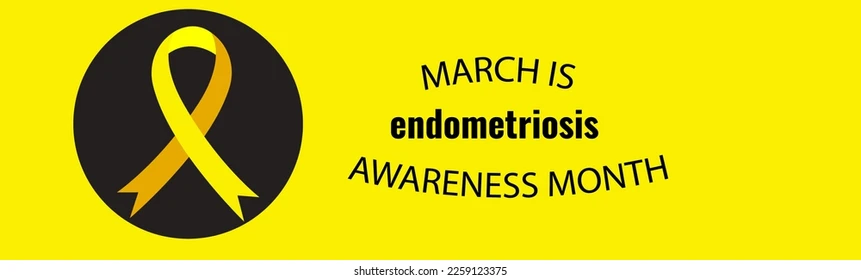 MARCH IS
endometriosis
AWARENESS MONTH
shutterstock.com · 2259123375